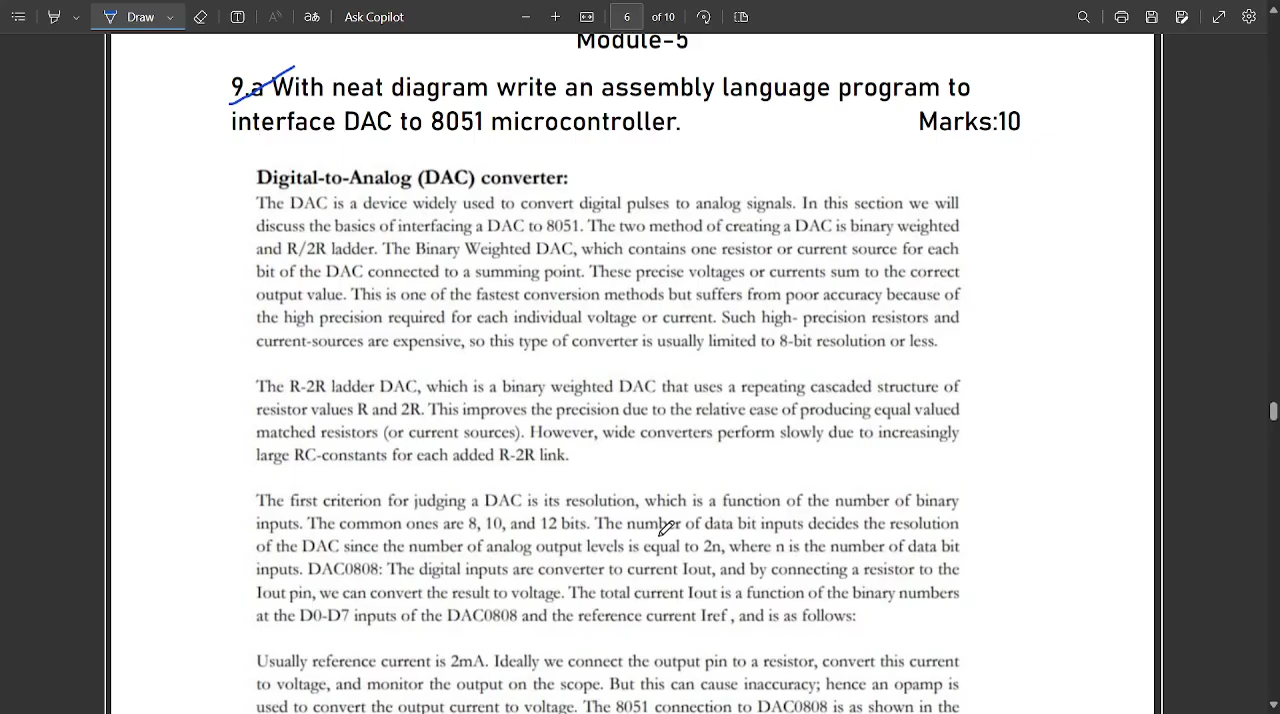 Draw
Ask Copilot
6 of 10
Module-5
9.a With neat diagram write an assembly language program to
interface DAC to 8051 microcontroller. Marks:10
Digital-to-Analog (DAC) converter:
The DAC is a device widely used to convert digital pulses to analog signals. In this section we will
discuss the basics of interfacing a DAC to 8051. The two method of creating a DAC is binary weighted
and R/2R ladder. The Binary Weighted DAC, which contains one resistor or current source for each
bit of the DAC connected to a summing point. These precise voltages or currents sum to the correct
output value. This is one of the fastest conversion methods but suffers from poor accuracy because of
the high precision required for each individual voltage or current. Such high- precision resistors and
current-sources are expensive, so this type of converter is usually limited to 8-bit resolution or less.
The R-2R ladder DAC, which is a binary weighted DAC that uses a repeating cascaded structure of
resistor values R and 2R. This improves the precision due to the relative ease of producing equal valued
matched resistors (or current sources). However, wide converters perform slowly due to increasingly
large RC-constants for each added R-2R link.
The first criterion for judging a DAC is its resolution, which is a function of the number of binary
inputs. The common ones are 8, 10, and 12 bits. The number of data bit inputs decides the resolution
of the DAC since the number of analog output levels is equal to 2n, where n is the number of data bit
inputs. DAC0808: The digital inputs are converter to current Iout, and by connecting a resistor to the
Iout pin, we can convert the result to voltage. The total current Iout is a function of the binary numbers
at the D0-D7 inputs of the DAC0808 and the reference current Iref , and is as follows:
Usually reference current is 2mA. Ideally we connect the output pin to a resistor, convert this current
to voltage, and monitor the output on the scope. But this can cause inaccuracy; hence an opamp is
used to convert the output current to voltage. The 8051 connection to DAC0808 is as shown in the